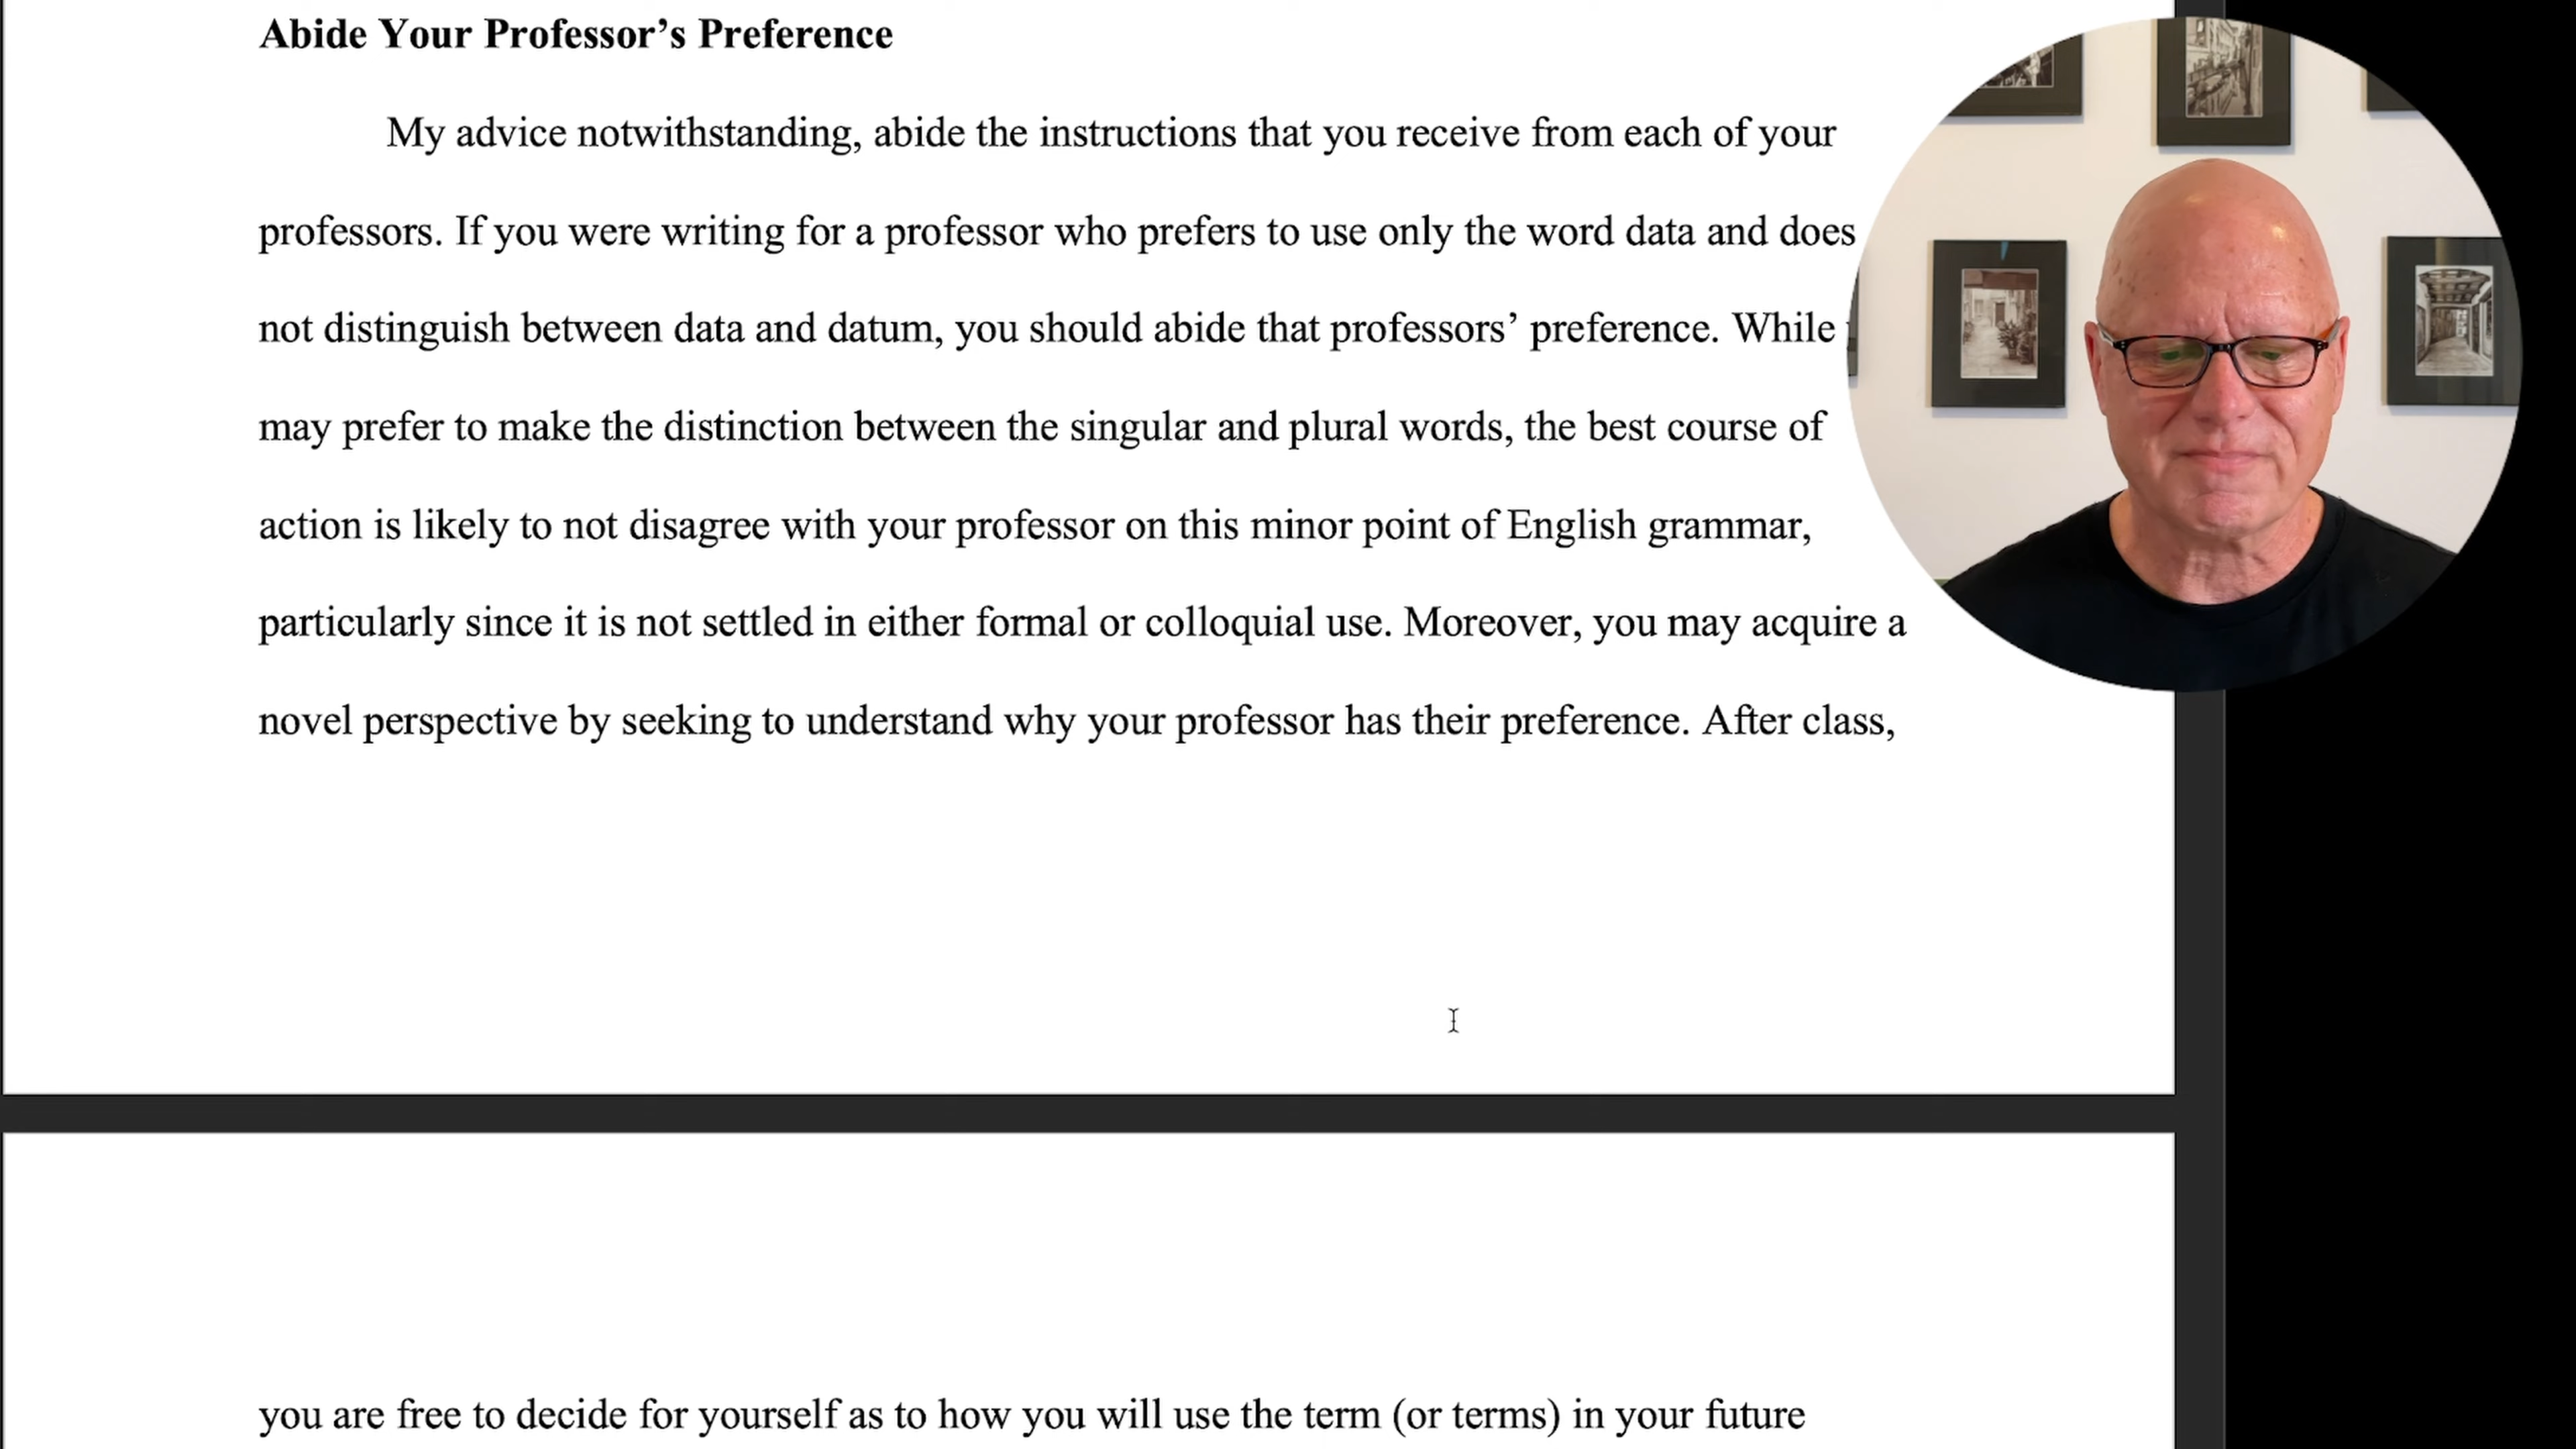 Abide Your Professor’s Preference
My advice notwithstanding, abide the instructions that you receive from each of your
professors. If you were writing for a professor who prefers to use only the word data and does
not distinguish between data and datum, you should abide that professors’ preference. While
may prefer to make the distinction between the singular and plural words, the best course of
action is likely to not disagree with your professor on this minor point of English grammar,
particularly since it is not settled in either formal or colloquial use. Moreover, you may acquire a
novel perspective by seeking to understand why your professor has their preference. After class,
you are free to decide for yourself as to how you will use the term (or terms) in your future